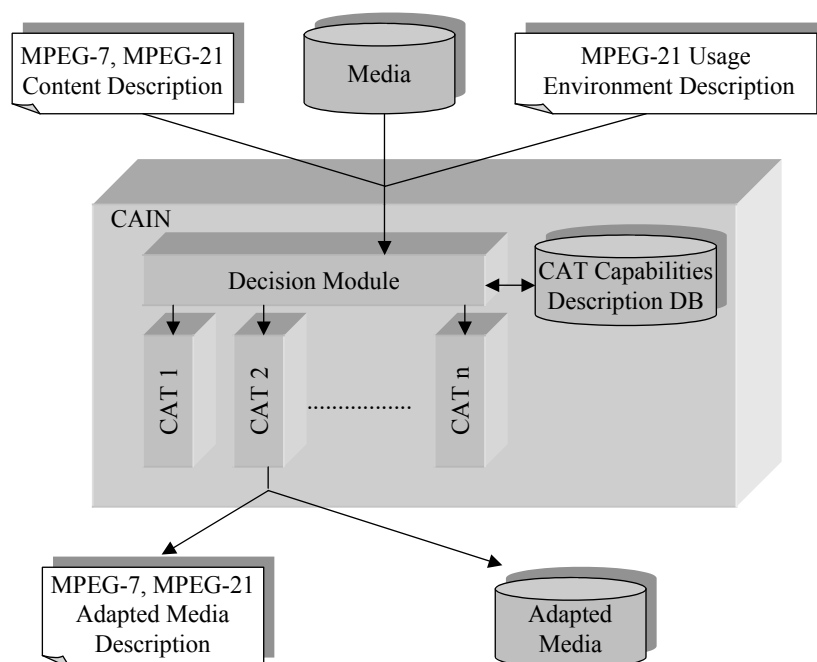 MPEG-7, MPEG-21
Content Description
Media
MPEG-21 Usage
Environment Description
CAIN
Decision Module
CAT Capabilities
Description DB
CAT 1
CAT 2
.................
CAT n
MPEG-7, MPEG-21
Adapted Media
Description
Adapted
Media